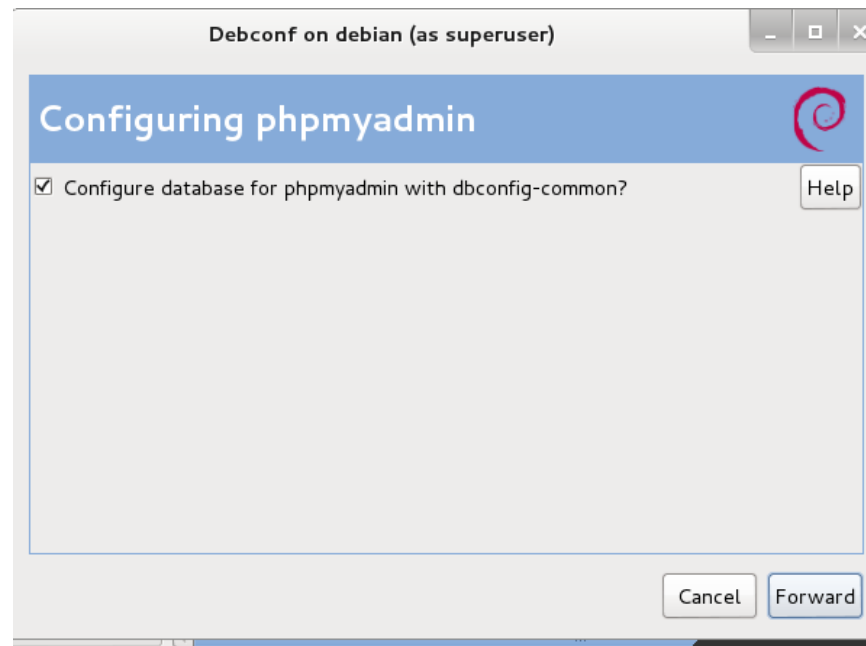 Debconf on debian (as superuser)
Configuring phpmyadmin
Configure database for phpmyadmin with dbconfig-common?
Help
Cancel
Forward